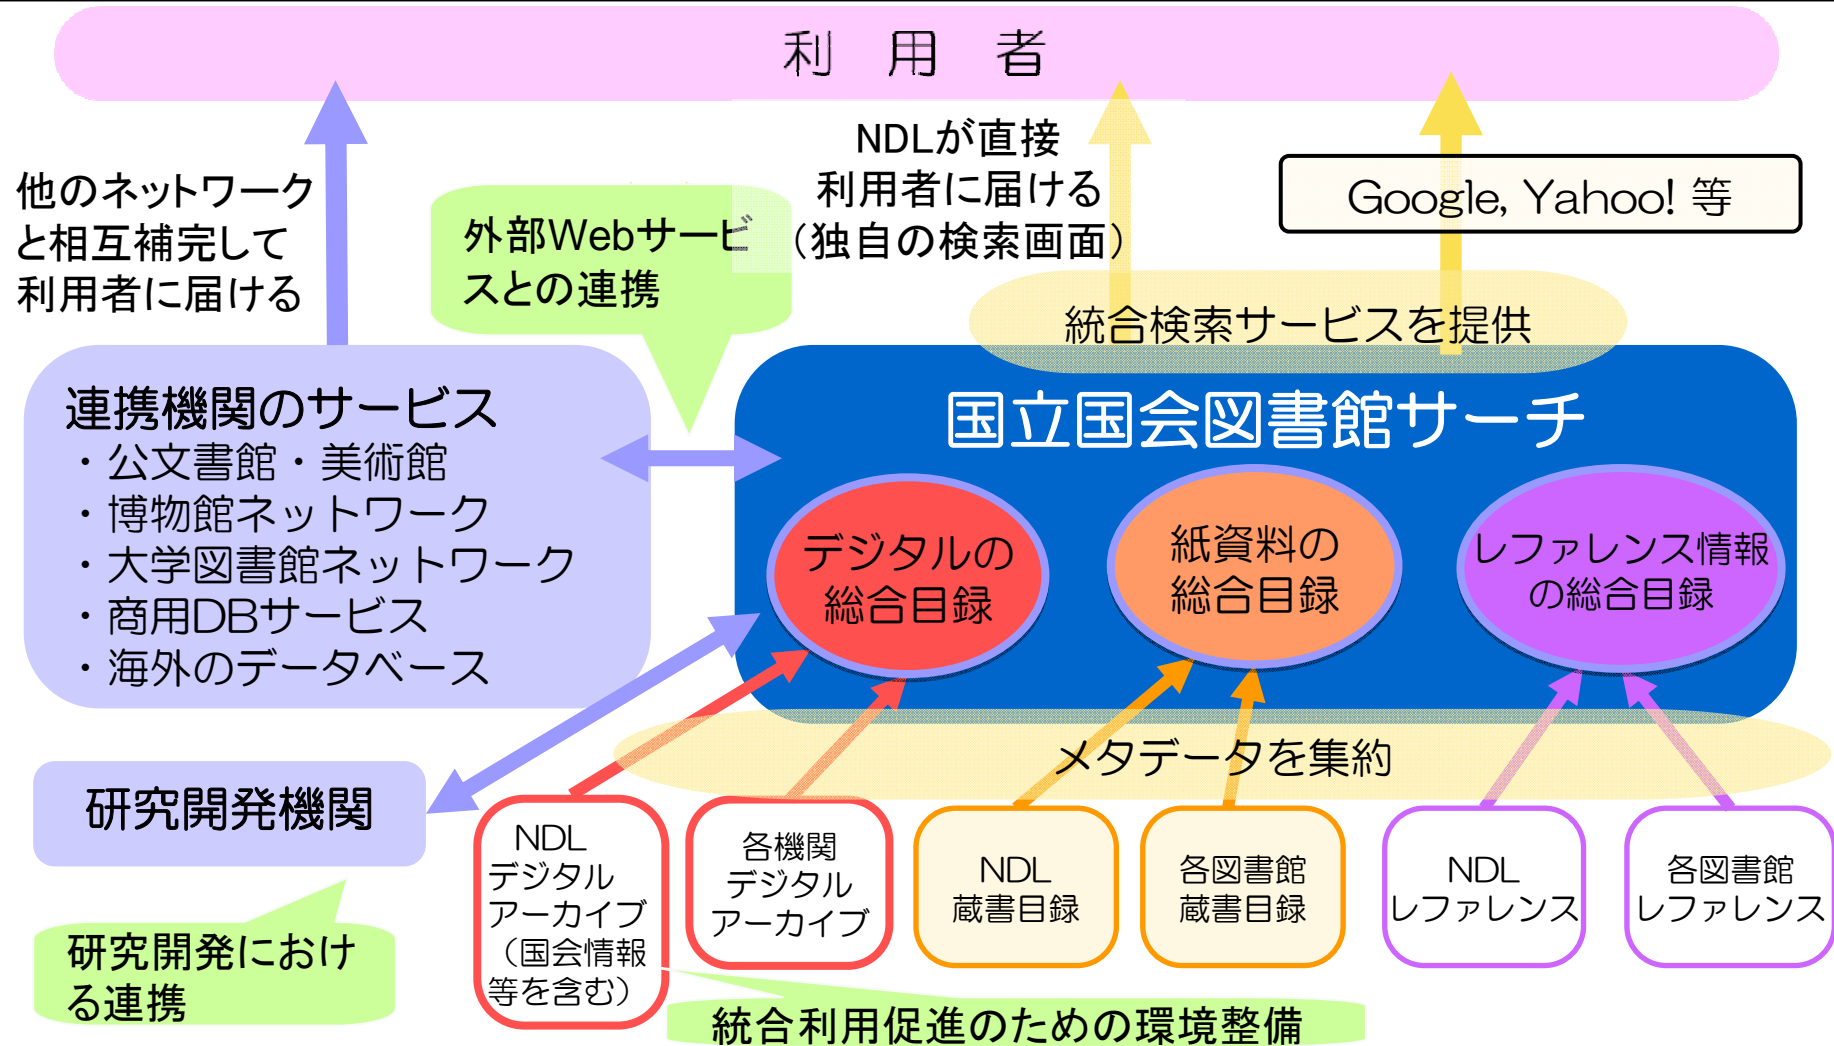 利 用 者
他のネットワーク
と相互補完して
利用者に届ける
外部Webサービ
スとの連携
NDLが直接
利用者に届ける
（独自の検索画面）
Google, Yahoo! 等
統合検索サービスを提供
連携機関のサービス
・公文書館・美術館
・博物館ネットワーク
・大学図書館ネットワーク
・商用DBサービス
・海外のデータベース
国立国会図書館サーチ
デジタルの
総合目録
紙資料の
総合目録
レファレンス情報
の総合目録
メタデータを集約
研究開発機関
研究開発におけ
る連携
NDL
デジタル
アーカイブ
（国会情報
等を含む）
各機関
デジタル
アーカイブ
NDL
蔵書目録
各図書館
蔵書目録
NDL
レファレンス
各図書館
レファレンス
統合利用促進のための環境整備